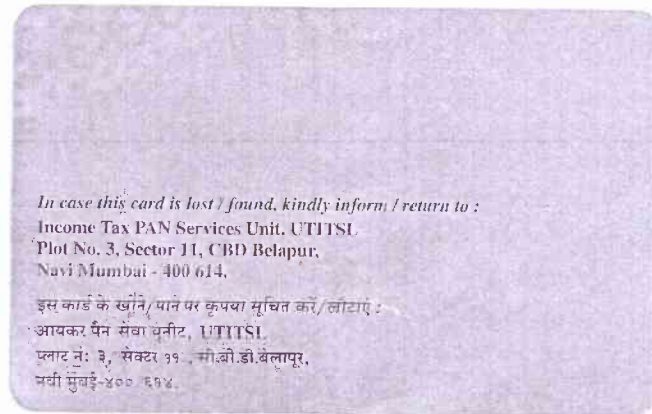 In case this card is lost / found, kindly inform / return to :
Income Tax PAN Services Unit, UTITSL
Plot No. 3, Sector 11, CBD Belapur,
Navi Mumbai - 400 614.
इस कार्ड के खोने/पाने पर कृपया सूचित करें/लौटाएं :
आयकर पैन सेवा यूनीट, UTITSL
प्लाट नं: ३, सेक्टर ११ , सी.बी.डी.बेलापूर,
नवी मुंबई-४०० ६१४.